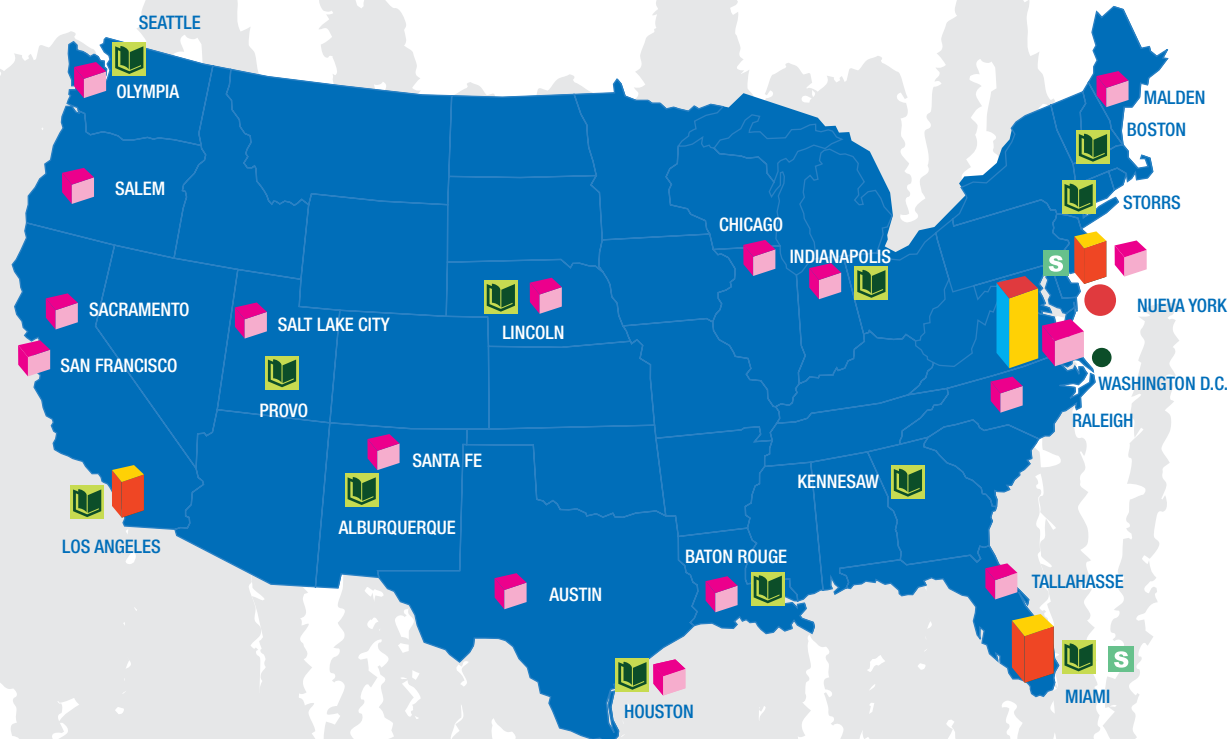 SEATTLE
OLYMPIA
MALDEN
BOSTON
SALEM
STORRS
CHICAGO
INDIANAPOLIS
S
NUEVA YORK
SACRAMENTO
SALT LAKE CITY
LINCOLN
SAN FRANCISCO
WASHINGTON D.C.
PROVO
RALEIGH
SANTA FE
KENNESAW
ALBURQUERQUE
LOS ANGELES
BATON ROUGE
TALLAHASSE
AUSTIN
S
MIAMI
HOUSTON